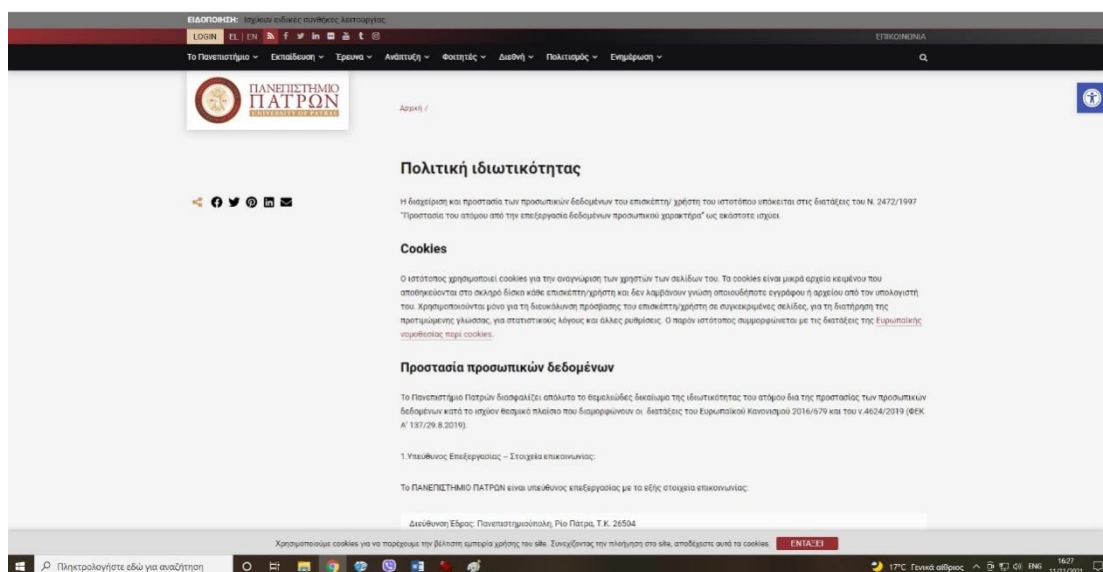 ΕΙΔΟΠΟΙΗΣΗ: Ισχύουν ειδικές συνθήκες λειτουργίας.
LOGIN EL | EN
ΕΠΙΚΟΙΝΩΝΙΑ
Το Πανεπιστήμιο Εκπαίδευση Έρευνα Ανάπτυξη Φοιτητές Διεθνή Πολιτισμός Ενημέρωση
ΠΑΝΕΠΙΣΤΗΜΙΟ
ΠΑΤΡΩΝ
UNIVERSITY OF PATRAS
Αρχική /
Πολιτική ιδιωτικότητας
Η διαχείριση και προστασία των προσωπικών δεδομένων του επισκέπτη/ χρήστη του ιστοτόπου υπόκειται στις διατάξεις του Ν. 2472/1997
"Προστασία του ατόμου από την επεξεργασία δεδομένων προσωπικού χαρακτήρα" ως εκάστοτε ισχύει.
Cookies
Ο ιστότοπος χρησιμοποιεί cookies για την αναγνώριση των χρηστών των σελίδων του. Τα cookies είναι μικρά αρχεία κειμένου που
αποθηκεύονται στο σκληρό δίσκο κάθε επισκέπτη/χρήστη και δεν λαμβάνουν γνώση οποιουδήποτε εγγράφου ή αρχείου από τον υπολογιστή
του. Χρησιμοποιούνται μόνο για τη διευκόλυνση πρόσβασης του επισκέπτη/χρήστη σε συγκεκριμένες σελίδες, για τη διατήρηση της
προτιμώμενης γλώσσας, για στατιστικούς λόγους και άλλες ρυθμίσεις. Ο παρόν ιστότοπος συμμορφώνεται με τις διατάξεις της Ευρωπαϊκής
νομοθεσίας περί cookies.
Προστασία προσωπικών δεδομένων
Το Πανεπιστήμιο Πατρών διασφαλίζει απόλυτα το θεμελιώδες δικαίωμα της ιδιωτικότητας του ατόμου δια της προστασίας των προσωπικών
δεδομένων κατά το ισχύον θεσμικό πλαίσιο που διαμορφώνουν οι διατάξεις του Ευρωπαϊκού Κανονισμού 2016/679 και του ν.4624/2019 (ΦΕΚ
Α' 137/29.8.2019).
1.Υπεύθυνος Επεξεργασίας – Στοιχεία επικοινωνίας:
Το ΠΑΝΕΠΙΣΤΗΜΙΟ ΠΑΤΡΩΝ είναι υπεύθυνος επεξεργασίας με τα εξής στοιχεία επικοινωνίας:
Διεύθυνση Έδρας: Πανεπιστημιούπολη, Ρίο Πάτρα, Τ.Κ. 26504
Χρησιμοποιούμε cookies για να παρέχουμε την βέλτιστη εμπειρία χρήσης του site. Συνεχίζοντας την πλοήγηση στο site, αποδέχεστε αυτά τα cookies. ΕΝΤΑΞΕΙ
Πληκτρολογήστε εδώ για αναζήτηση
17°C Γενικά αίθριος
ENG
16:27
11/11/2021